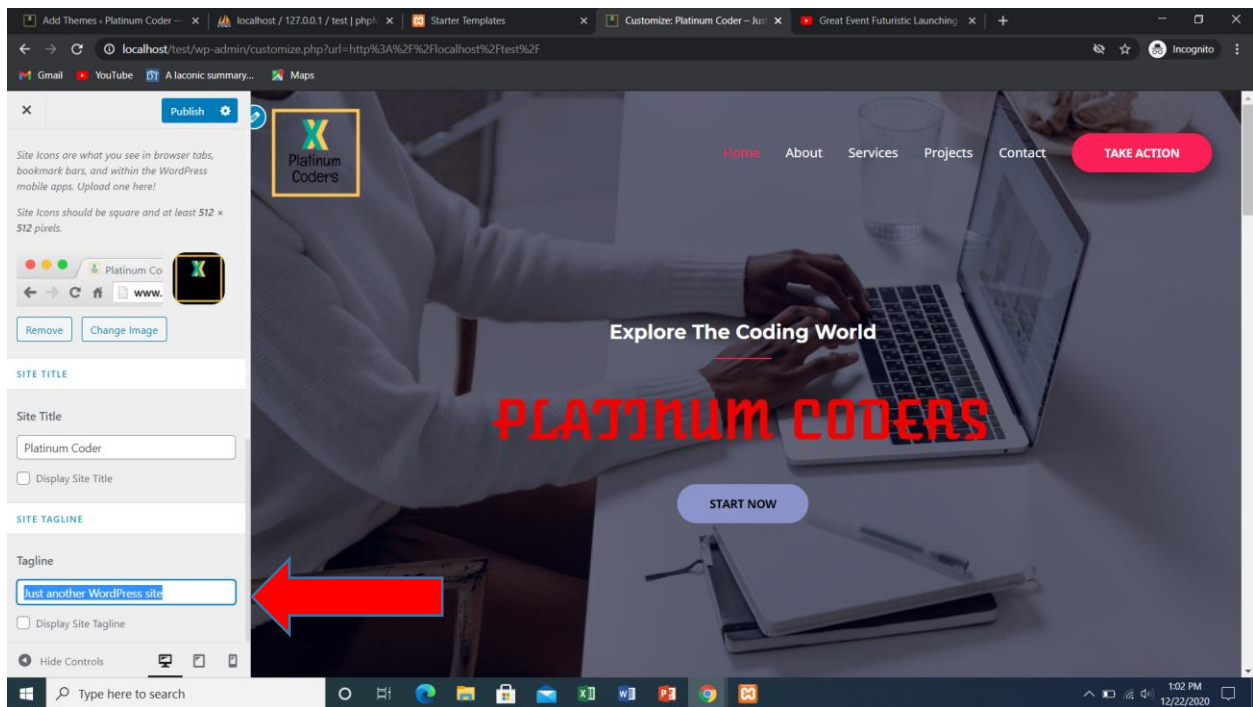 Add Themes ‹ Platinum Coder —
localhost / 127.0.0.1 / test | phpM
Starter Templates
Customize: Platinum Coder – Just
Great Event Futuristic Launching
localhost/test/wp-admin/customize.php?url=http%3A%2F%2Flocalhost%2Ftest%2F
Incognito
Gmail
YouTube
A laconic summary...
Maps
Publish
Site Icons are what you see in browser tabs,
bookmark bars, and within the WordPress
mobile apps. Upload one here!
Site Icons should be square and at least 512 ×
512 pixels.
Platinum Co
www.
Remove
Change Image
SITE TITLE
Site Title
Platinum Coder
Display Site Title
SITE TAGLINE
Tagline
Just another WordPress site
Display Site Tagline
Hide Controls
Platinum
Coders
Home
About
Services
Projects
Contact
TAKE ACTION
Explore The Coding World
PLATINUM CODERS
START NOW
Type here to search
1:02 PM
12/22/2020